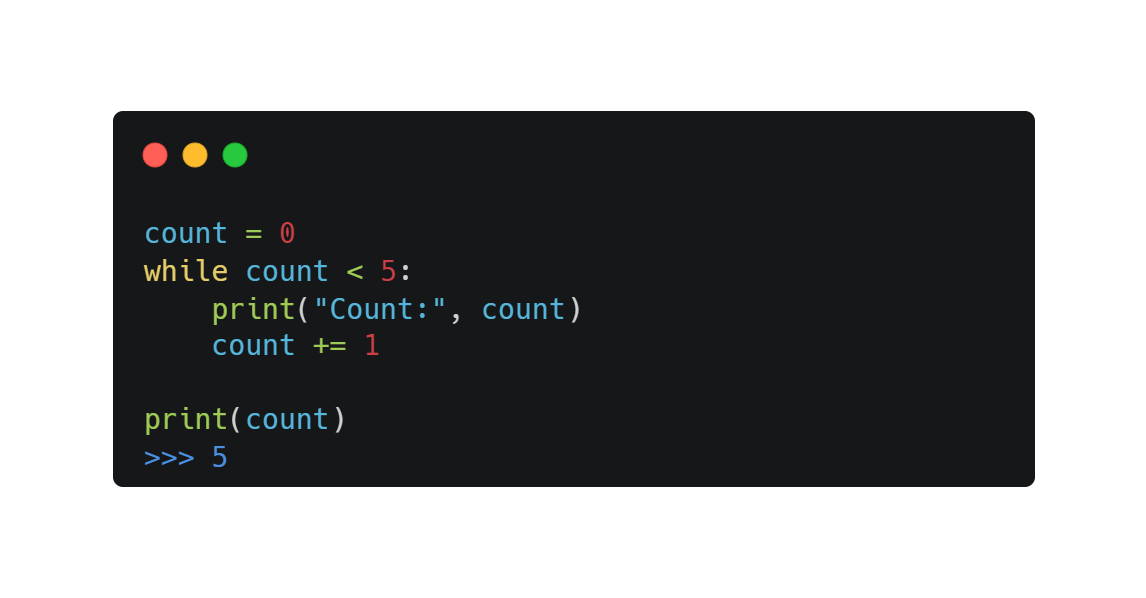 count = 0
while count < 5:
    print("Count:", count)
    count += 1
print(count)
>>> 5